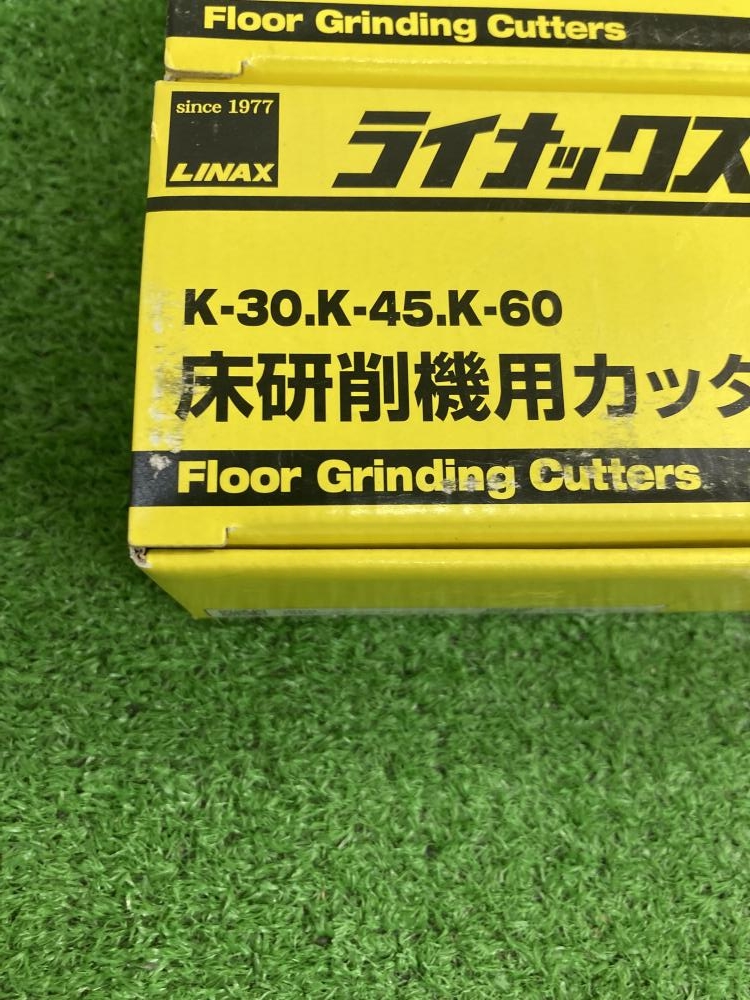 Floor Grinding Cutters
since 1977
LINAX
ライナックス
K-30.K-45.K-60
床研削機用カッタ
Floor Grinding Cutters